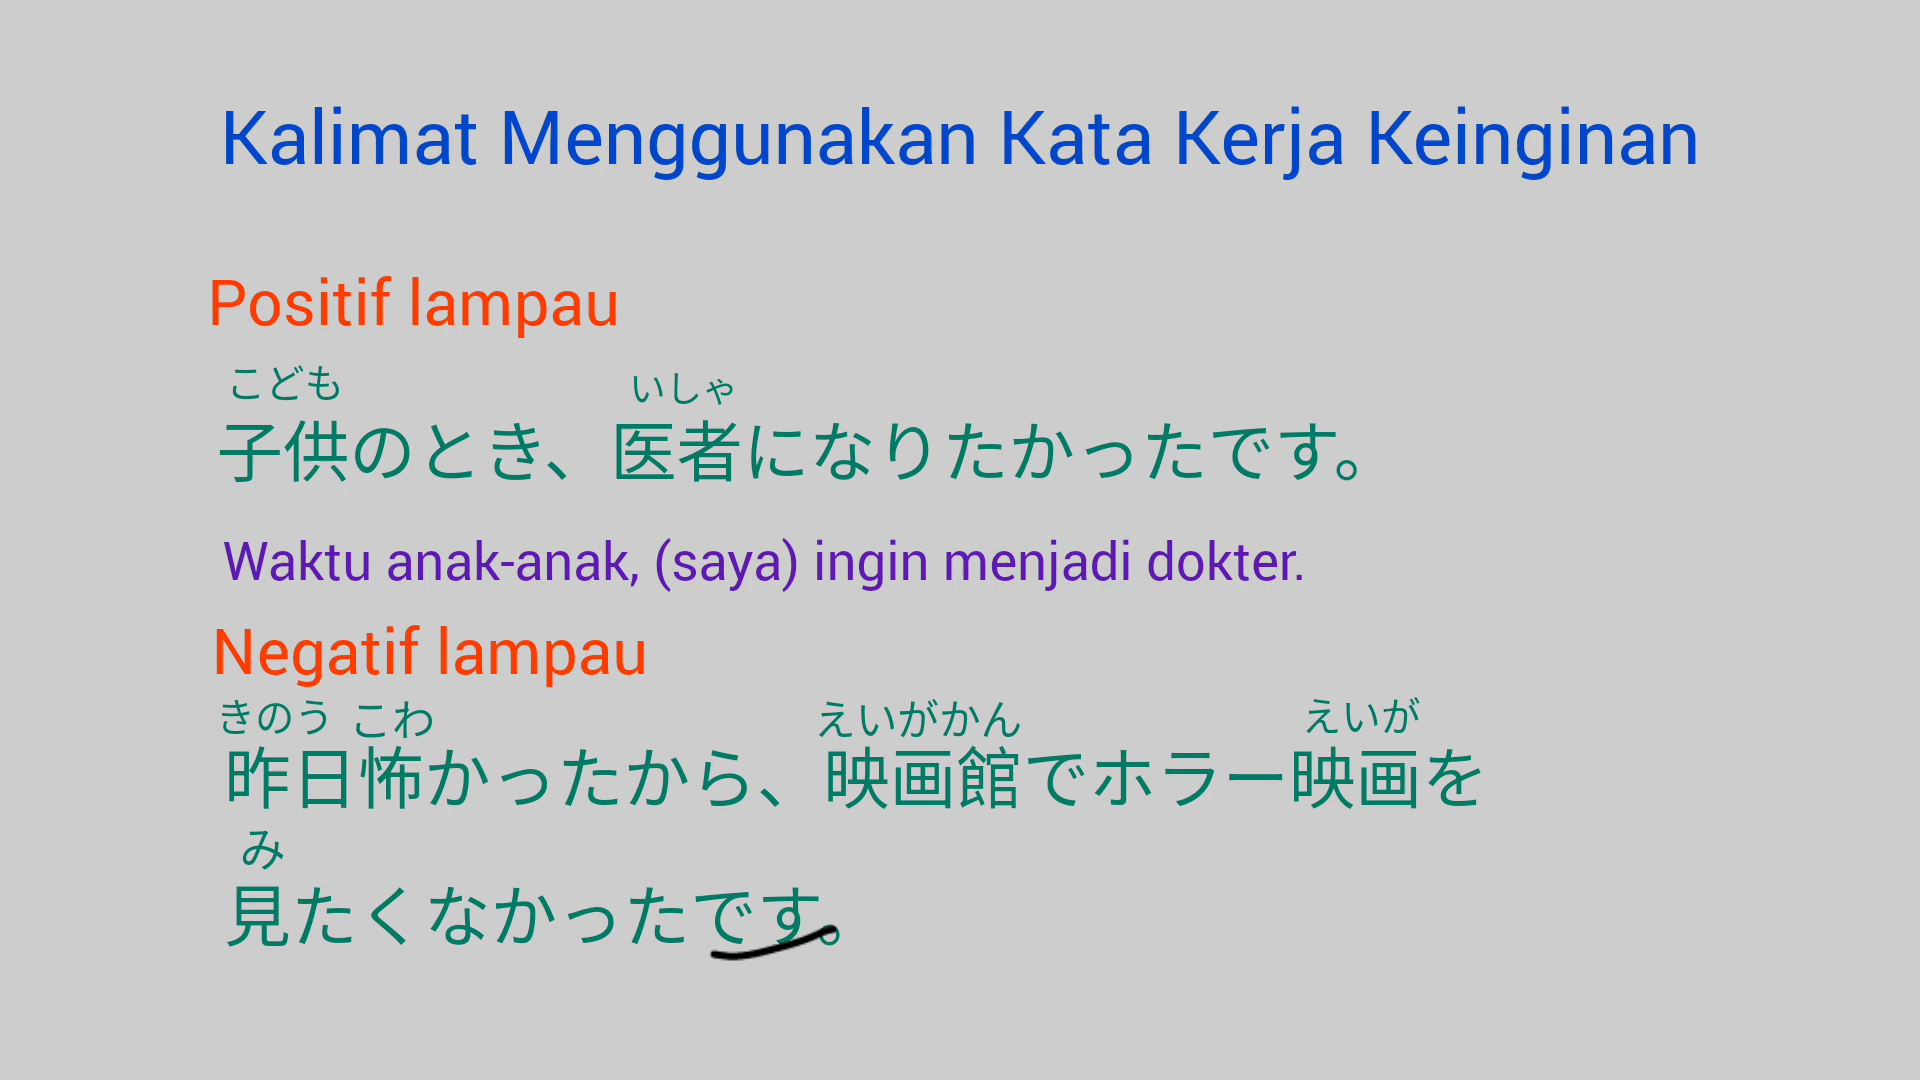 Kalimat Menggunakan Kata Kerja Keinginan
Positif lampau
こども いしゃ
子供のとき、医者になりたかったです。
Waktu anak-anak, (saya) ingin menjadi dokter.
Negatif lampau
きのう こわ えいがかん えいが
昨日怖かったから、映画館でホラー映画を
み
見たくなかったです。